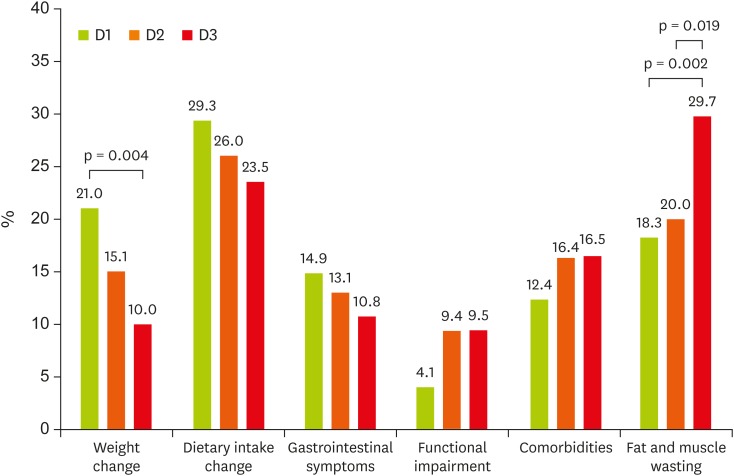 40
35
30
25
20
15
10
5
0
%
D1 D2 D3
p = 0.019
p = 0.002
p = 0.004
21.0
15.1
10.0
29.3
26.0
23.5
14.9
13.1
10.8
4.1
9.4
9.5
12.4
16.4
16.5
18.3
20.0
29.7
Weight
change
Dietary intake
change
Gastrointestinal
symptoms
Functional
impairment
Comorbidities
Fat and muscle
wasting